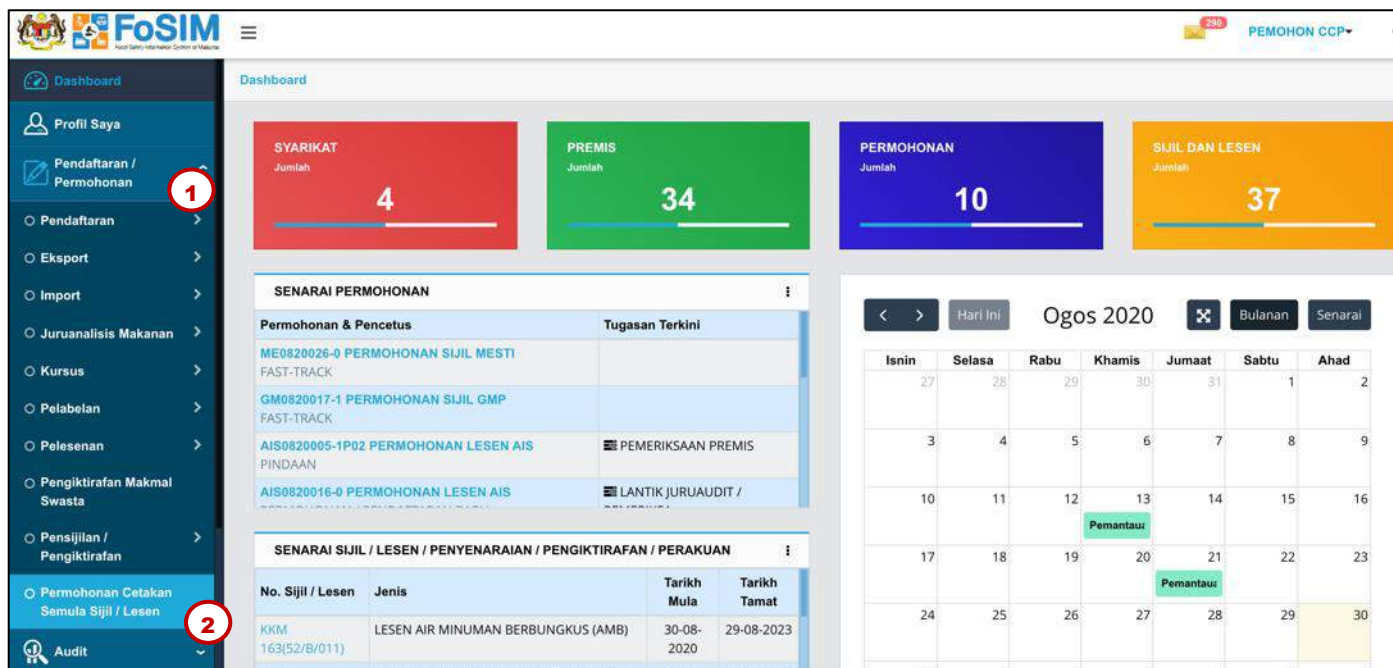 FoSIM
Food Safety Information System of Malaysia
290
PEMOHON CCP
Dashboard
Profil Saya
Pendaftaran /
Permohonan
1
Pendaftaran
Eksport
Import
Juruanalisis Makanan
Kursus
Pelabelan
Pelesenan
Pengiktirafan Makmal
Swasta
Pensijilan /
Pengiktirafan
Permohonan Cetakan
Semula Sijil / Lesen
2
Audit
Dashboard
SYARIKAT
Jumlah
4
PREMIS
Jumlah
34
PERMOHONAN
Jumlah
10
SIJIL DAN LESEN
Jumlah
37
SENARAI PERMOHONAN
Permohonan & Pencetus Tugasan Terkini
ME0820026-0 PERMOHONAN SIJIL MESTI
FAST-TRACK
GM0820017-1 PERMOHONAN SIJIL GMP
FAST-TRACK
AIS0820005-1P02 PERMOHONAN LESEN AIS PEMERIKSAAN PREMIS
PINDAAN
AIS0820016-0 PERMOHONAN LESEN AIS LANTIK JURUAUDIT /
SENARAI SIJIL / LESEN / PENYENARAIAN / PENGIKTIRAFAN / PERAKUAN
No. Sijil / Lesen Jenis Tarikh Mula Tarikh Tamat
KKM LESEN AIR MINUMAN BERBUNGKUS (AMB) 30-08- 29-08-2023
163(52/B/011) 2020
Hari Ini Ogos 2020 Bulanan Senarai
Isnin Selasa Rabu Khamis Jumaat Sabtu Ahad
27 28 29 30 31 1 2
3 4 5 6 7 8 9
10 11 12 13 14 15 16
Pemantau
17 18 19 20 21 22 23
Pemantau
24 25 26 27 28 29 30